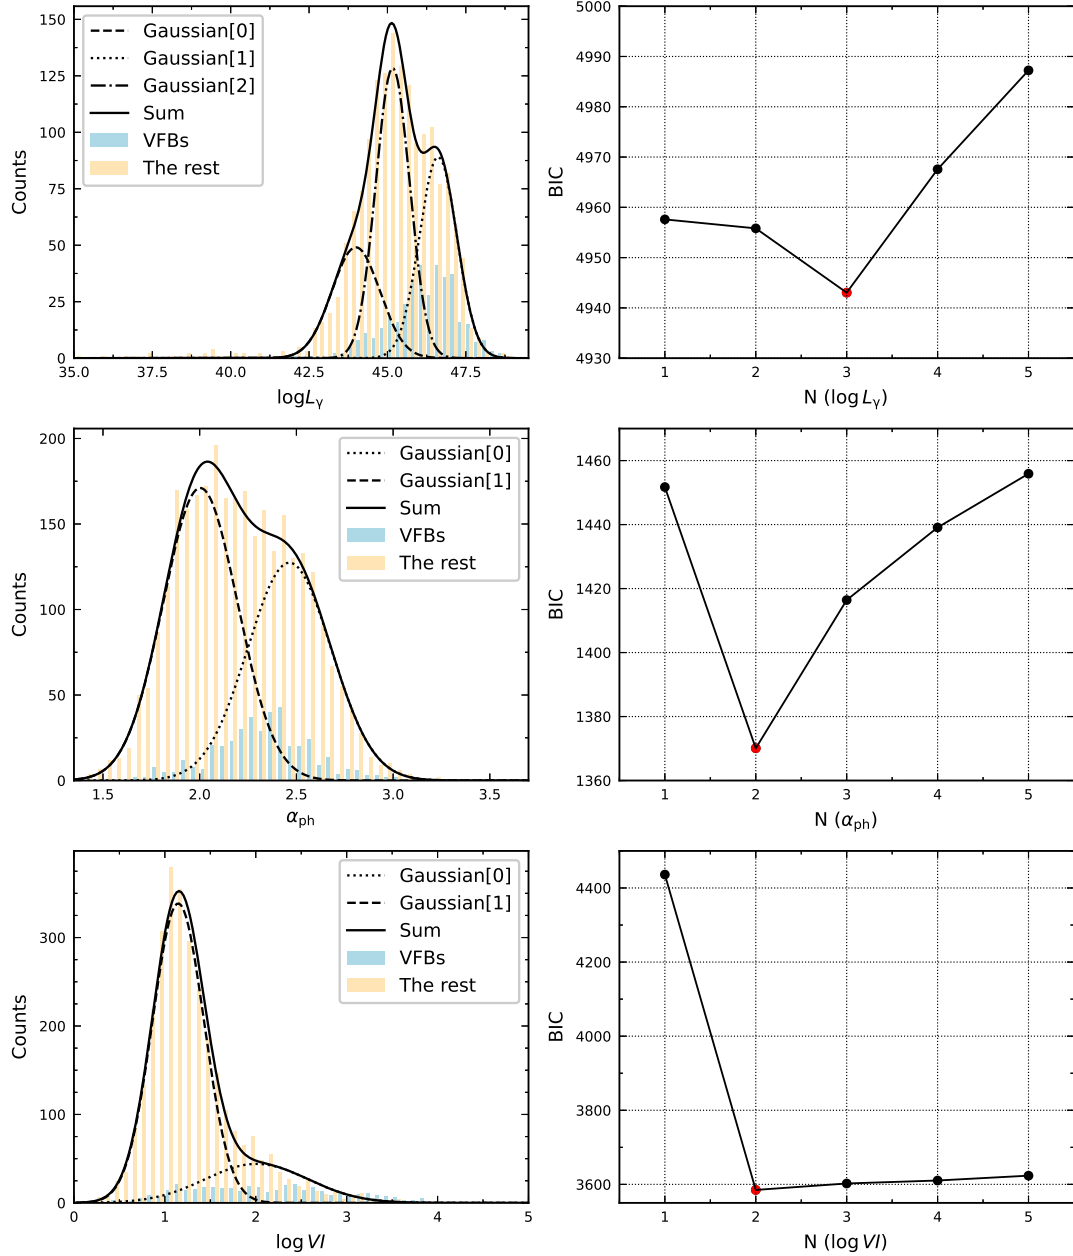 Gaussian[0]
Gaussian[1]
Gaussian[2]
Sum
VFBs
The rest
Counts
150
125
100
75
50
25
0
35.0 37.5 40.0 42.5 45.0 47.5
log Lγ
BIC
5000
4990
4980
4970
4960
4950
4940
4930
1 2 3 4 5
N (log Lγ)
Gaussian[0]
Gaussian[1]
Sum
VFBs
The rest
Counts
200
150
100
50
0
1.5 2.0 2.5 3.0 3.5
αph
BIC
1460
1440
1420
1400
1380
1360
1 2 3 4 5
N (αph)
Gaussian[0]
Gaussian[1]
Sum
VFBs
The rest
Counts
300
200
100
0
0 1 2 3 4 5
log VI
BIC
4400
4200
4000
3800
3600
1 2 3 4 5
N (log VI)